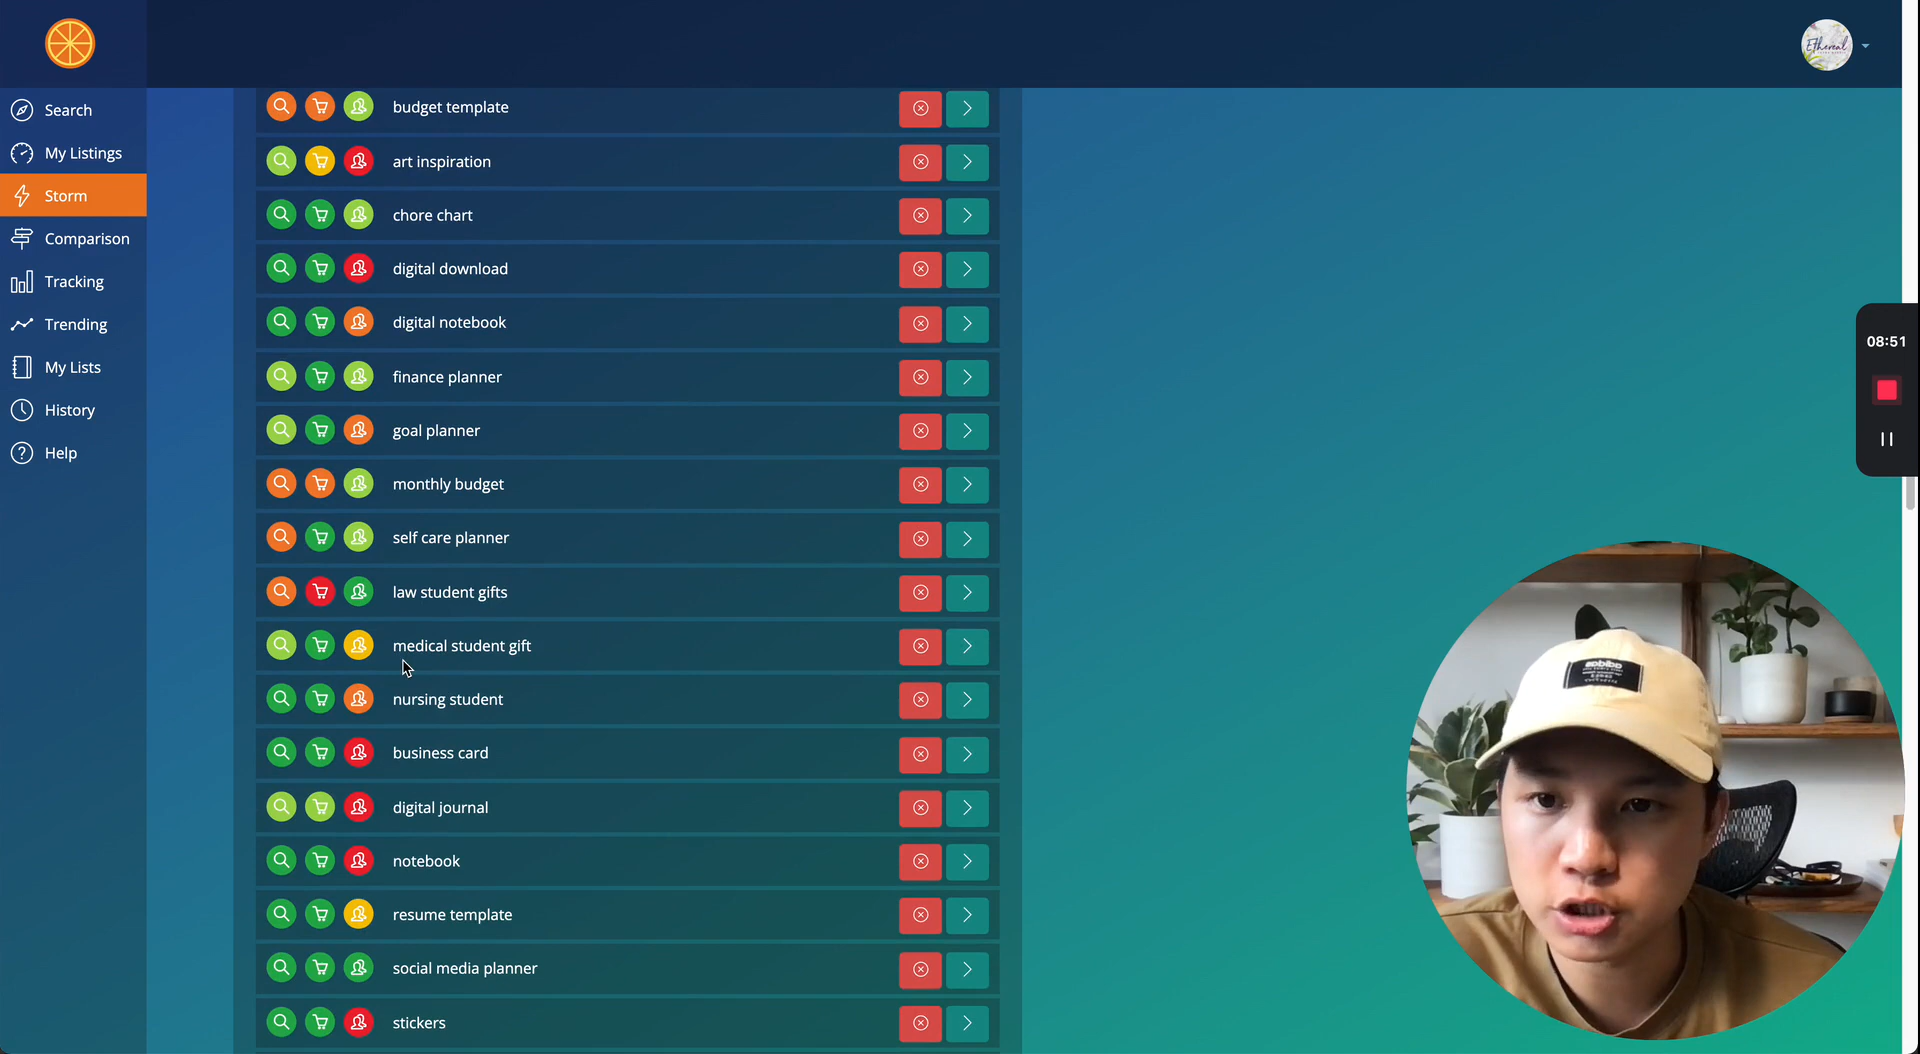 Ethereal
Search
My Listings
Storm
Comparison
Tracking
Trending
My Lists
History
Help
budget template
art inspiration
chore chart
digital download
digital notebook
finance planner
goal planner
monthly budget
self care planner
law student gifts
medical student gift
nursing student
business card
digital journal
notebook
resume template
social media planner
stickers
08:51